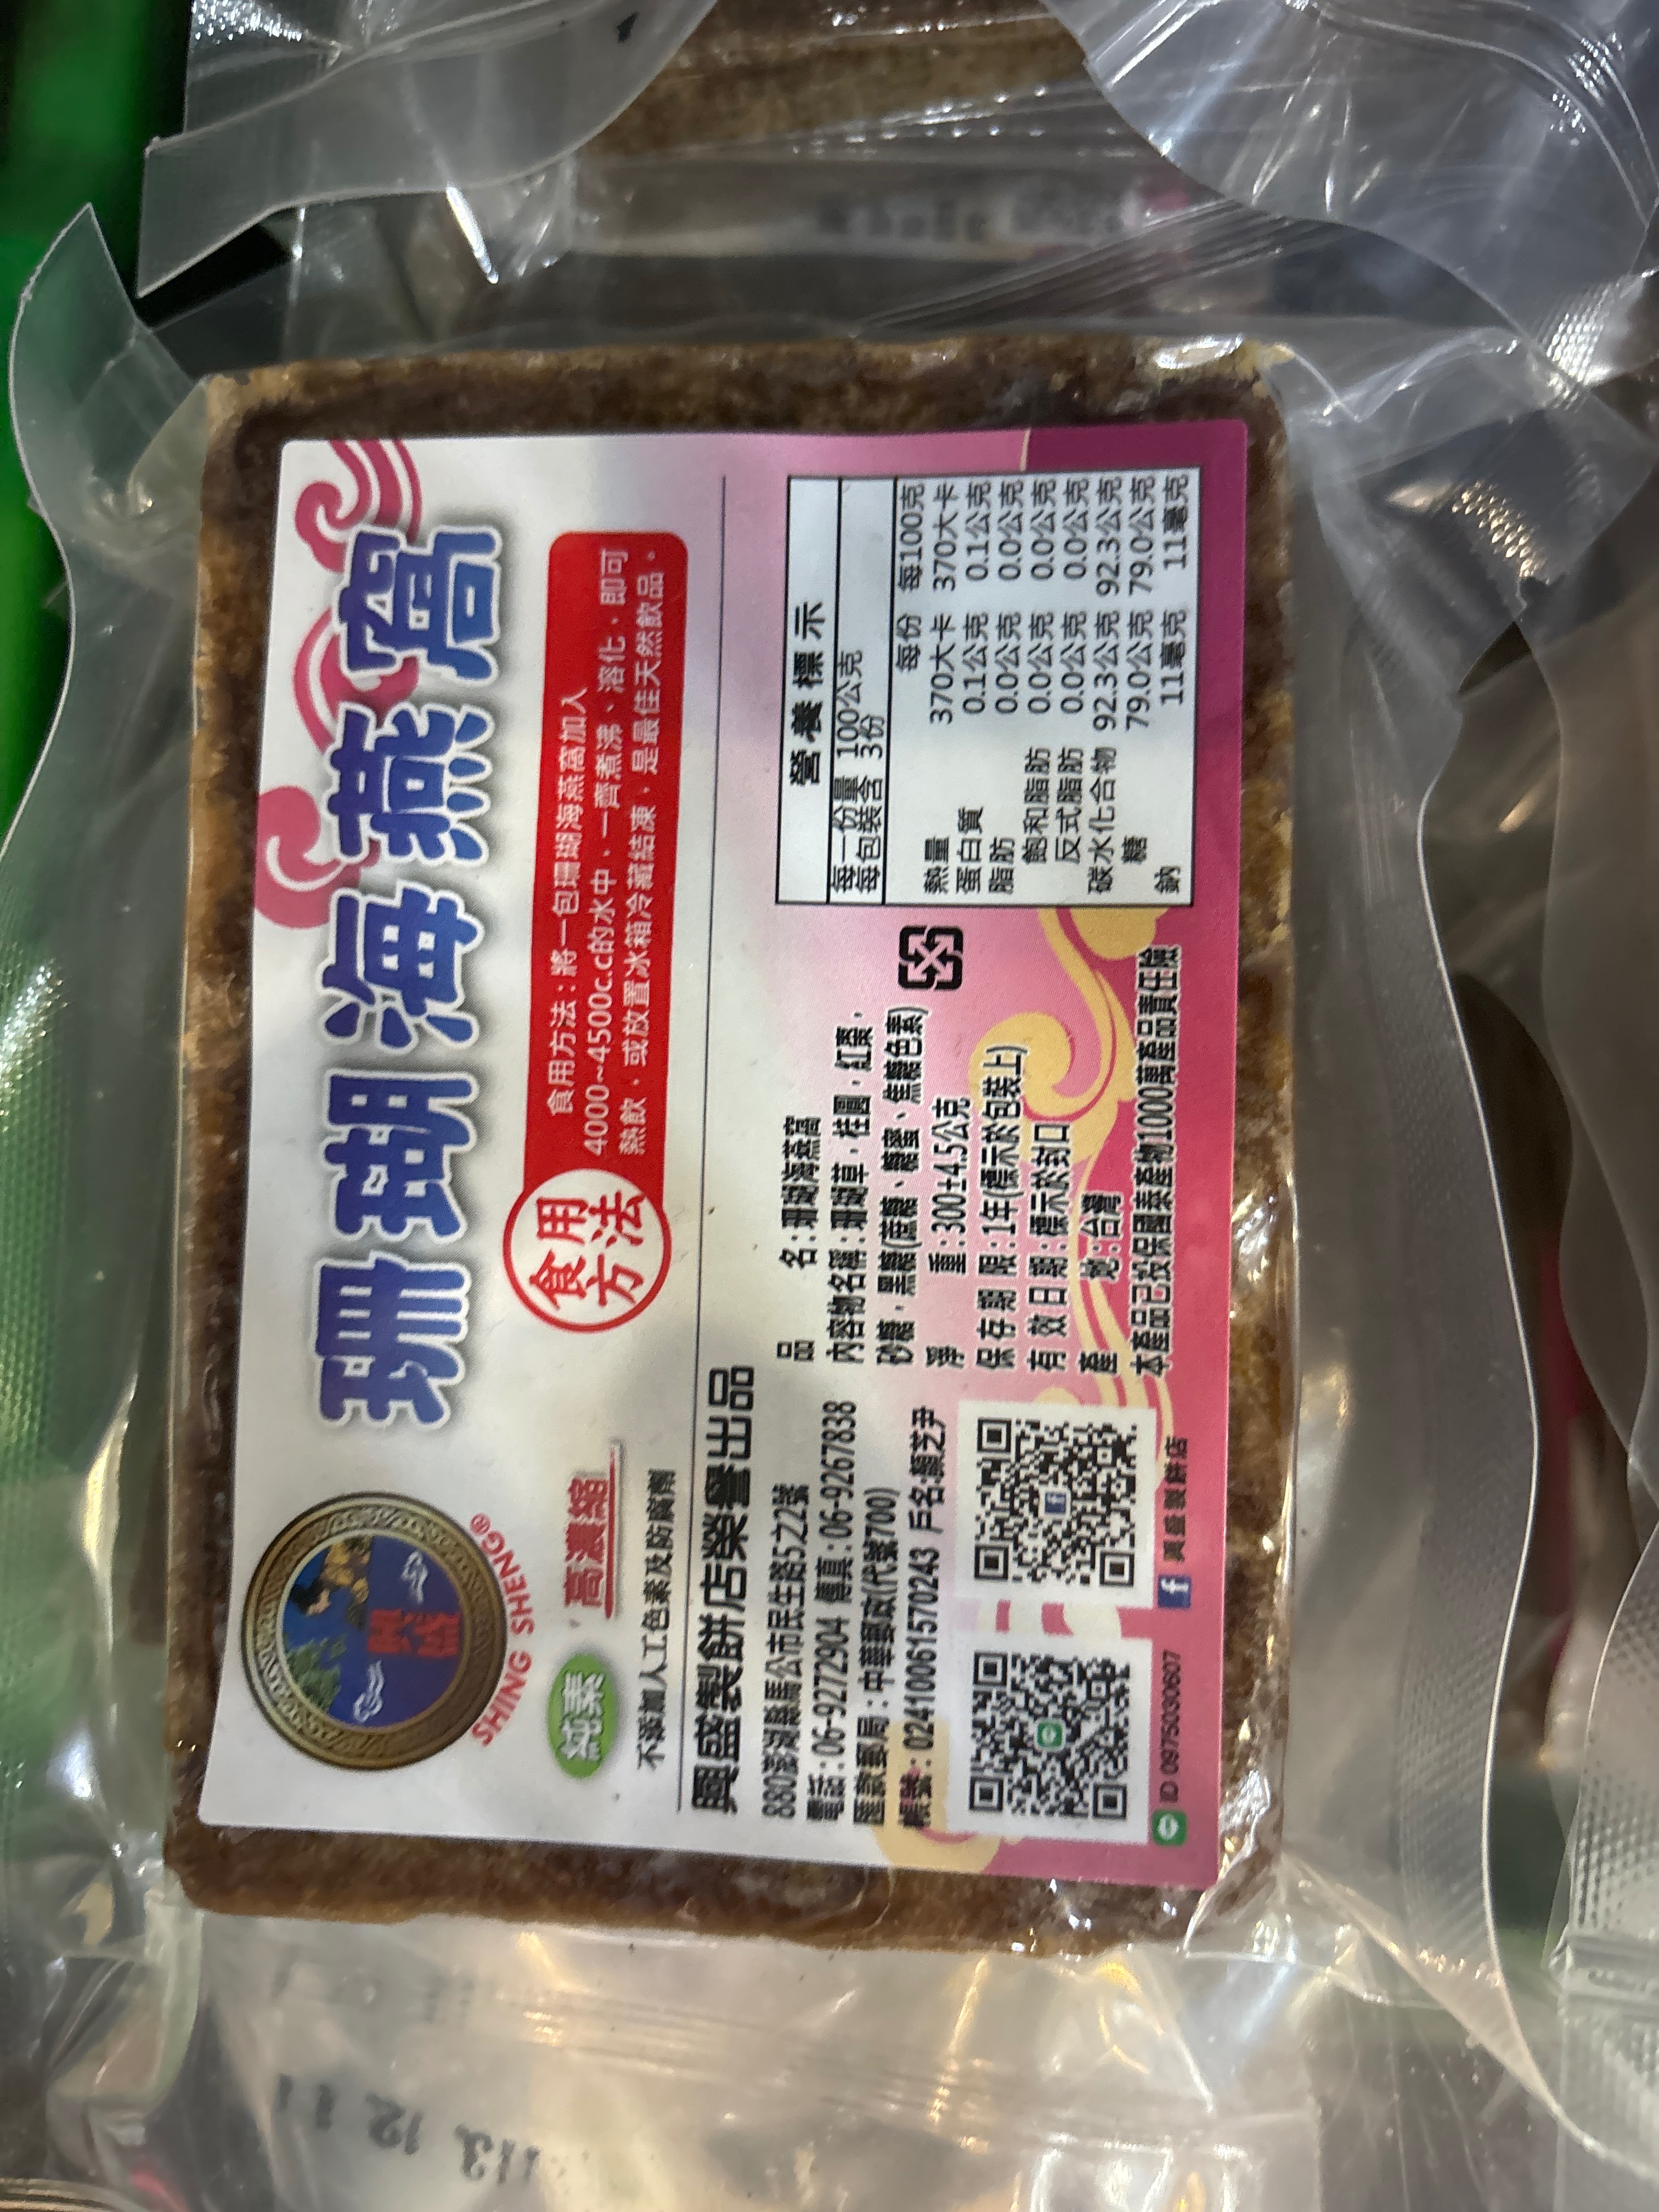 珊瑚海燕窩
興盛
SHING SHENG®
純素
高濃縮
不添加人工色素及防腐劑
食用方法
食用方法：將一包珊瑚海燕窩加入
4000~4500c.c的水中，一齊煮沸、溶化，即可
熱飲，或放置冰箱冷藏結凍，是最佳天然飲品。
興盛製餅店榮譽出品
880澎湖縣馬公市民生路5之2號
電話：06-9272904 傳真：06-9267838
匯款郵局：中華郵政(代號700)
帳號：02410061570243 戶名:顏芝尹
ID 0975030607
興盛製餅店
品名：珊瑚海燕窩
內容物名稱：珊瑚草，桂圓，紅棗，
砂糖，黑糖(蔗糖、糖蜜、焦糖色素)
淨重：300±4.5公克
保存期限：1年(標示於包裝上)
有效日期：標示於封口
產地：台灣
本產品已投保國泰產物1000萬產品責任險
營養標示
每一份量 100公克
每包裝含 3份
每份 每100克
熱量 370大卡 370大卡
蛋白質 0.1公克 0.1公克
脂肪 0.0公克 0.0公克
飽和脂肪 0.0公克 0.0公克
反式脂肪 0.0公克 0.0公克
碳水化合物 92.3公克 92.3公克
糖 79.0公克 79.0公克
鈉 11毫克 11毫克
113. 12. 11